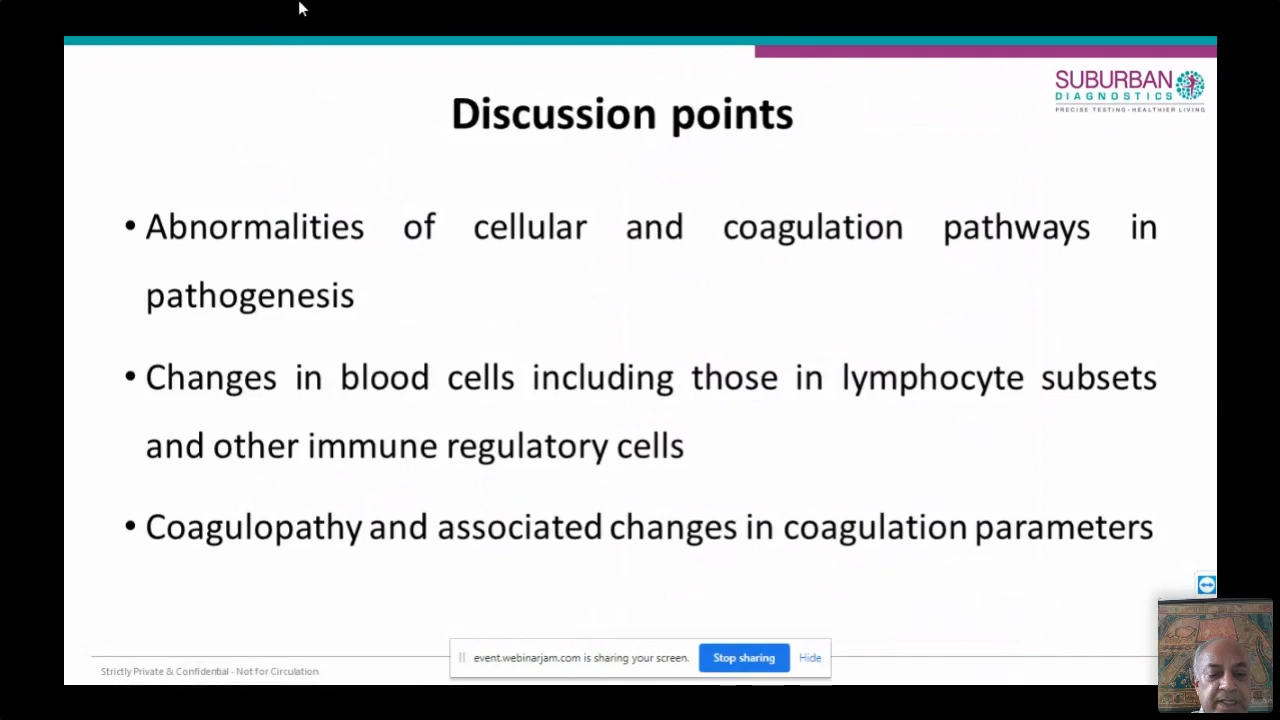 SUBURBAN
DIAGNOSTICS
PRECISE TESTING-HEALTHIER LIVING
Discussion points
• Abnormalities of cellular and coagulation pathways in
pathogenesis
• Changes in blood cells including those in lymphocyte subsets
and other immune regulatory cells
• Coagulopathy and associated changes in coagulation parameters
event.webinarjam.com is sharing your screen. Stop sharing Hide
Strictly Private & Confidential - Not for Circulation